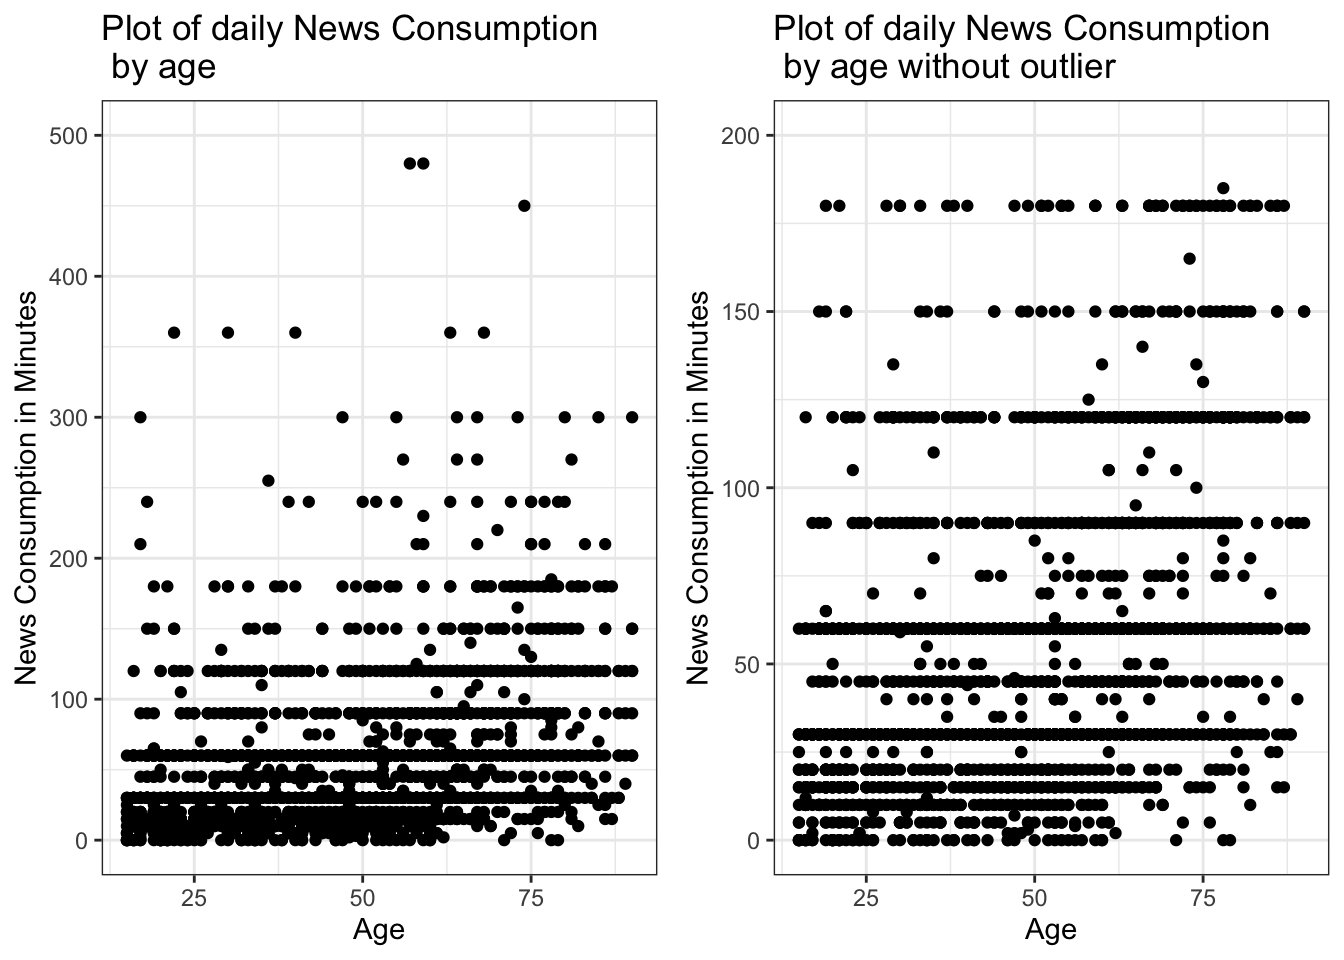 Plot of daily News Consumption
by age
500
400
300
200
100
0
News Consumption in Minutes
25 50 75
Age
Plot of daily News Consumption
by age without outlier
200
150
100
50
0
News Consumption in Minutes
25 50 75
Age